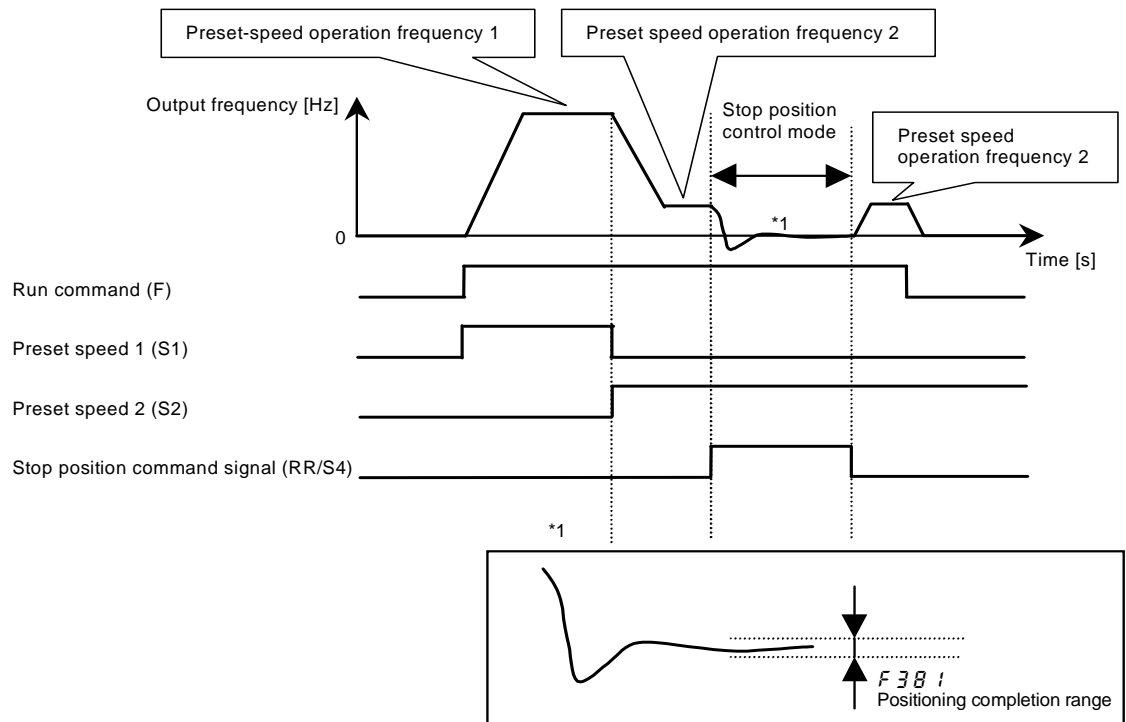 Preset-speed operation frequency 1
Preset speed operation frequency 2
Output frequency [Hz]
Stop position
control mode
Preset speed
operation frequency 2
*1
0
Time [s]
Run command (F)
Preset speed 1 (S1)
Preset speed 2 (S2)
Stop position command signal (RR/S4)
*1
F381
Positioning completion range